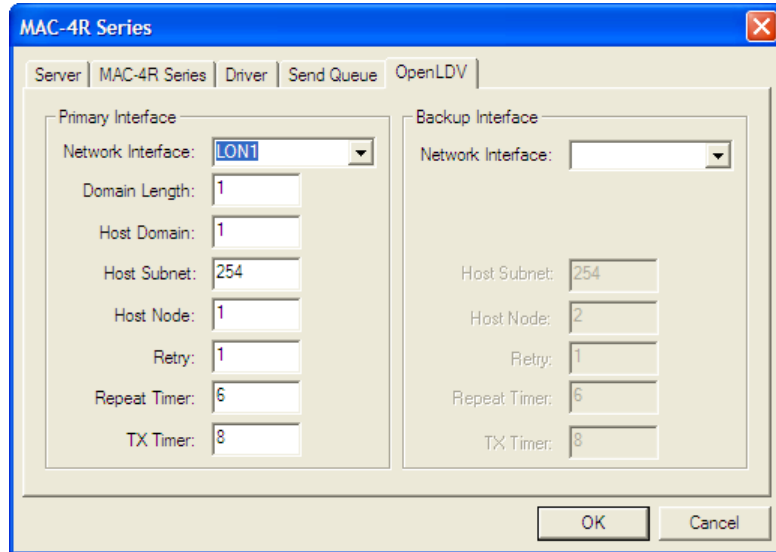 MAC-4R Series
Server MAC-4R Series Driver Send Queue OpenLDV
Primary Interface
Network Interface: LON1
Domain Length: 1
Host Domain: 1
Host Subnet: 254
Host Node: 1
Retry: 1
Repeat Timer: 6
TX Timer: 8
Backup Interface
Network Interface:
Host Subnet: 254
Host Node: 2
Retry: 1
Repeat Timer: 6
TX Timer: 8
OK Cancel